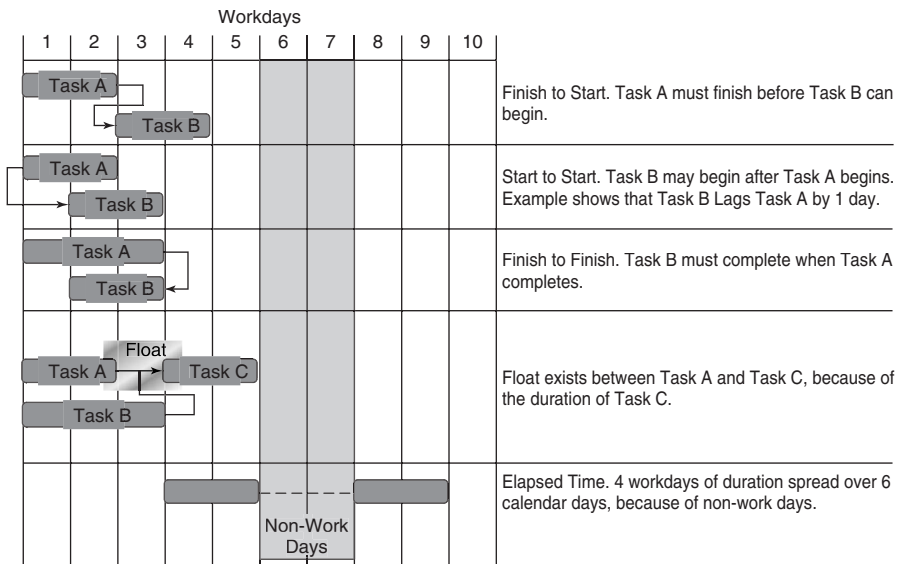 Workdays
1 2 3 4 5 6 7 8 9 10
Task A
Task B
Finish to Start. Task A must finish before Task B can
begin.
Task A
Task B
Start to Start. Task B may begin after Task A begins.
Example shows that Task B Lags Task A by 1 day.
Task A
Task B
Finish to Finish. Task B must complete when Task A
completes.
Float
Task A
Task C
Task B
Float exists between Task A and Task C, because of
the duration of Task C.
Elapsed Time. 4 workdays of duration spread over 6
calendar days, because of non-work days.
Non-Work
Days